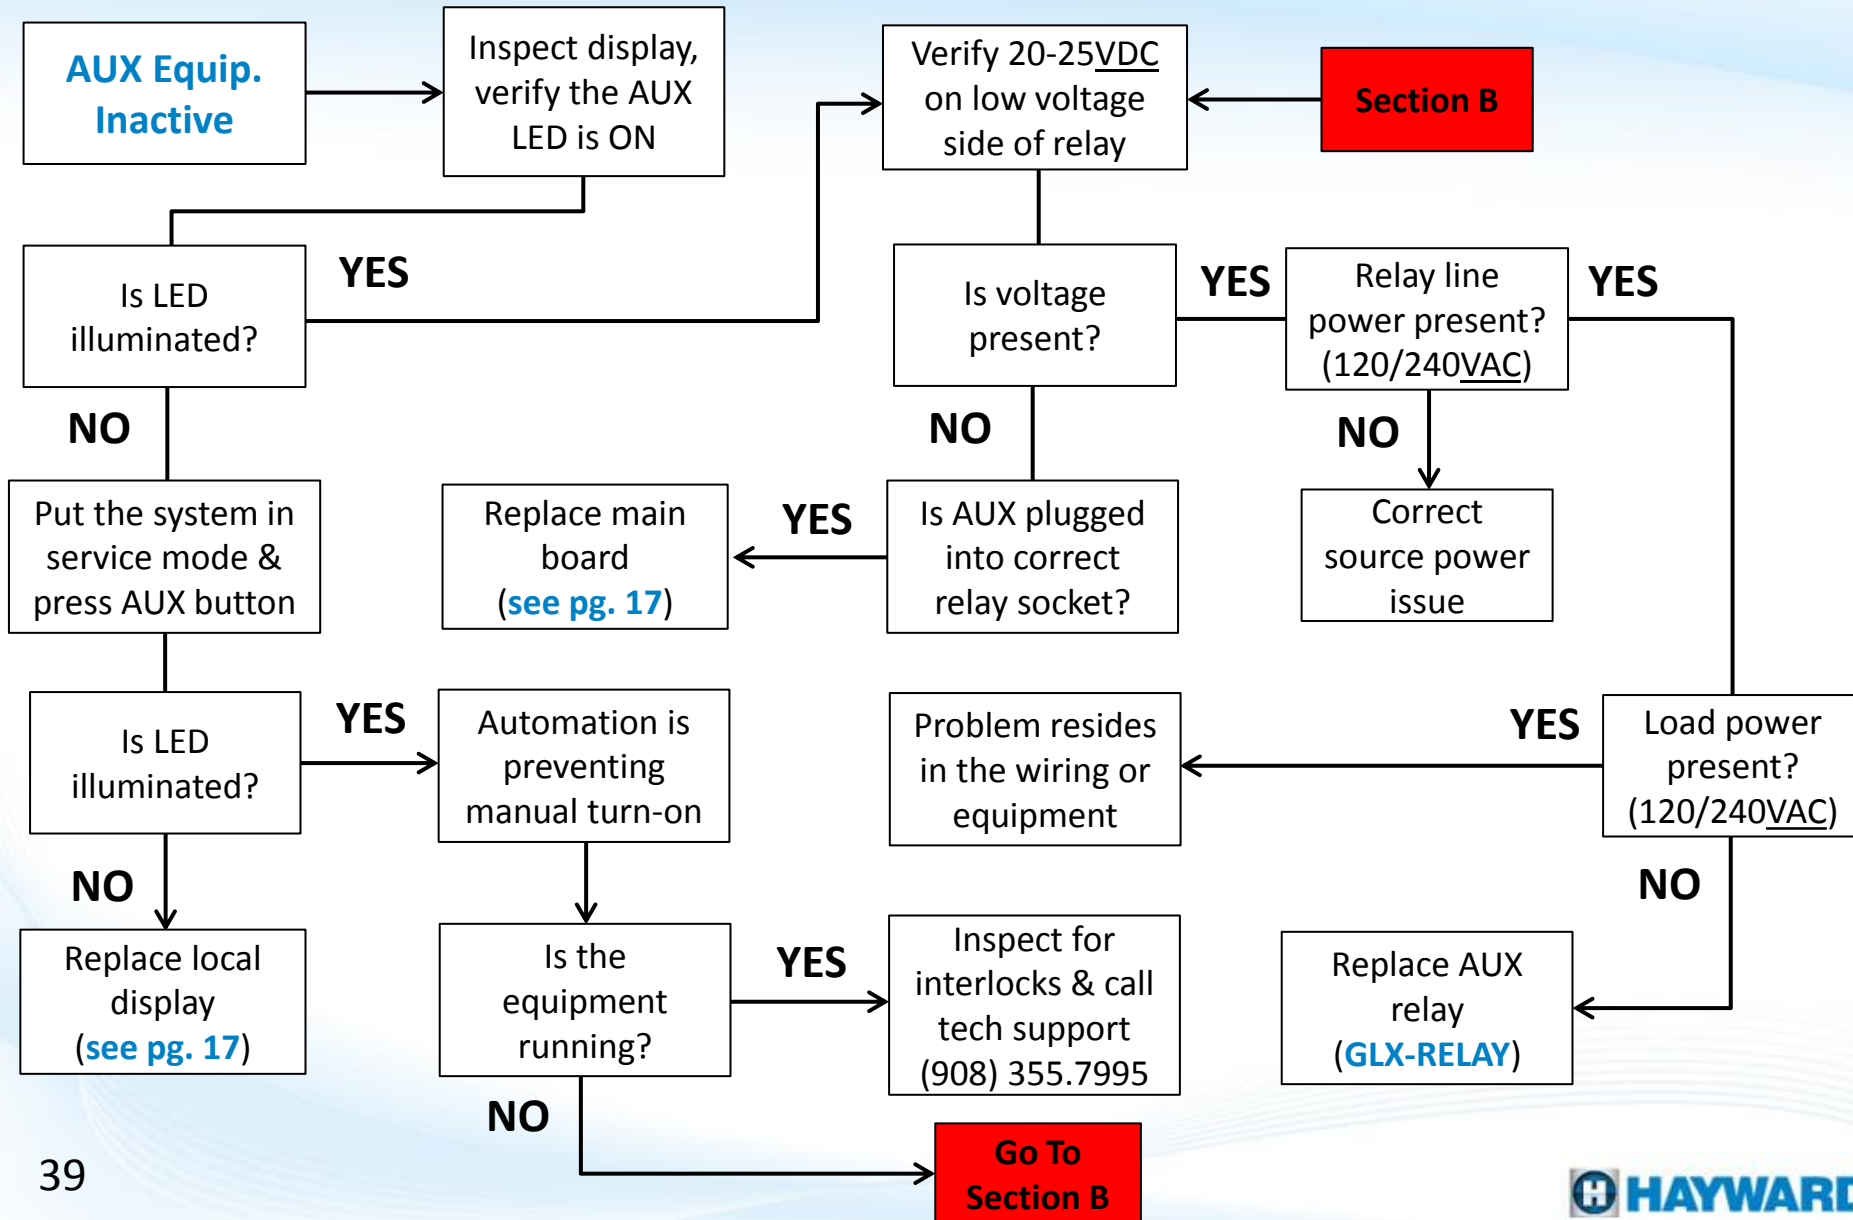 AUX Equip.
Inactive
Inspect display,
verify the AUX
LED is ON
Verify 20-25VDC
on low voltage
side of relay
Section B
Is LED
illuminated?
YES
Is voltage
present?
YES
Relay line
power present?
(120/240VAC)
YES
NO
NO
NO
Put the system in
service mode &
press AUX button
Replace main
board
(see pg. 17)
YES
Is AUX plugged
into correct
relay socket?
Correct
source power
issue
Is LED
illuminated?
YES
Automation is
preventing
manual turn-on
Problem resides
in the wiring or
equipment
YES
Load power
present?
(120/240VAC)
NO
NO
Replace local
display
(see pg. 17)
Is the
equipment
running?
YES
Inspect for
interlocks & call
tech support
(908) 355.7995
Replace AUX
relay
(GLX-RELAY)
NO
Go To
Section B
39
HAYWARD